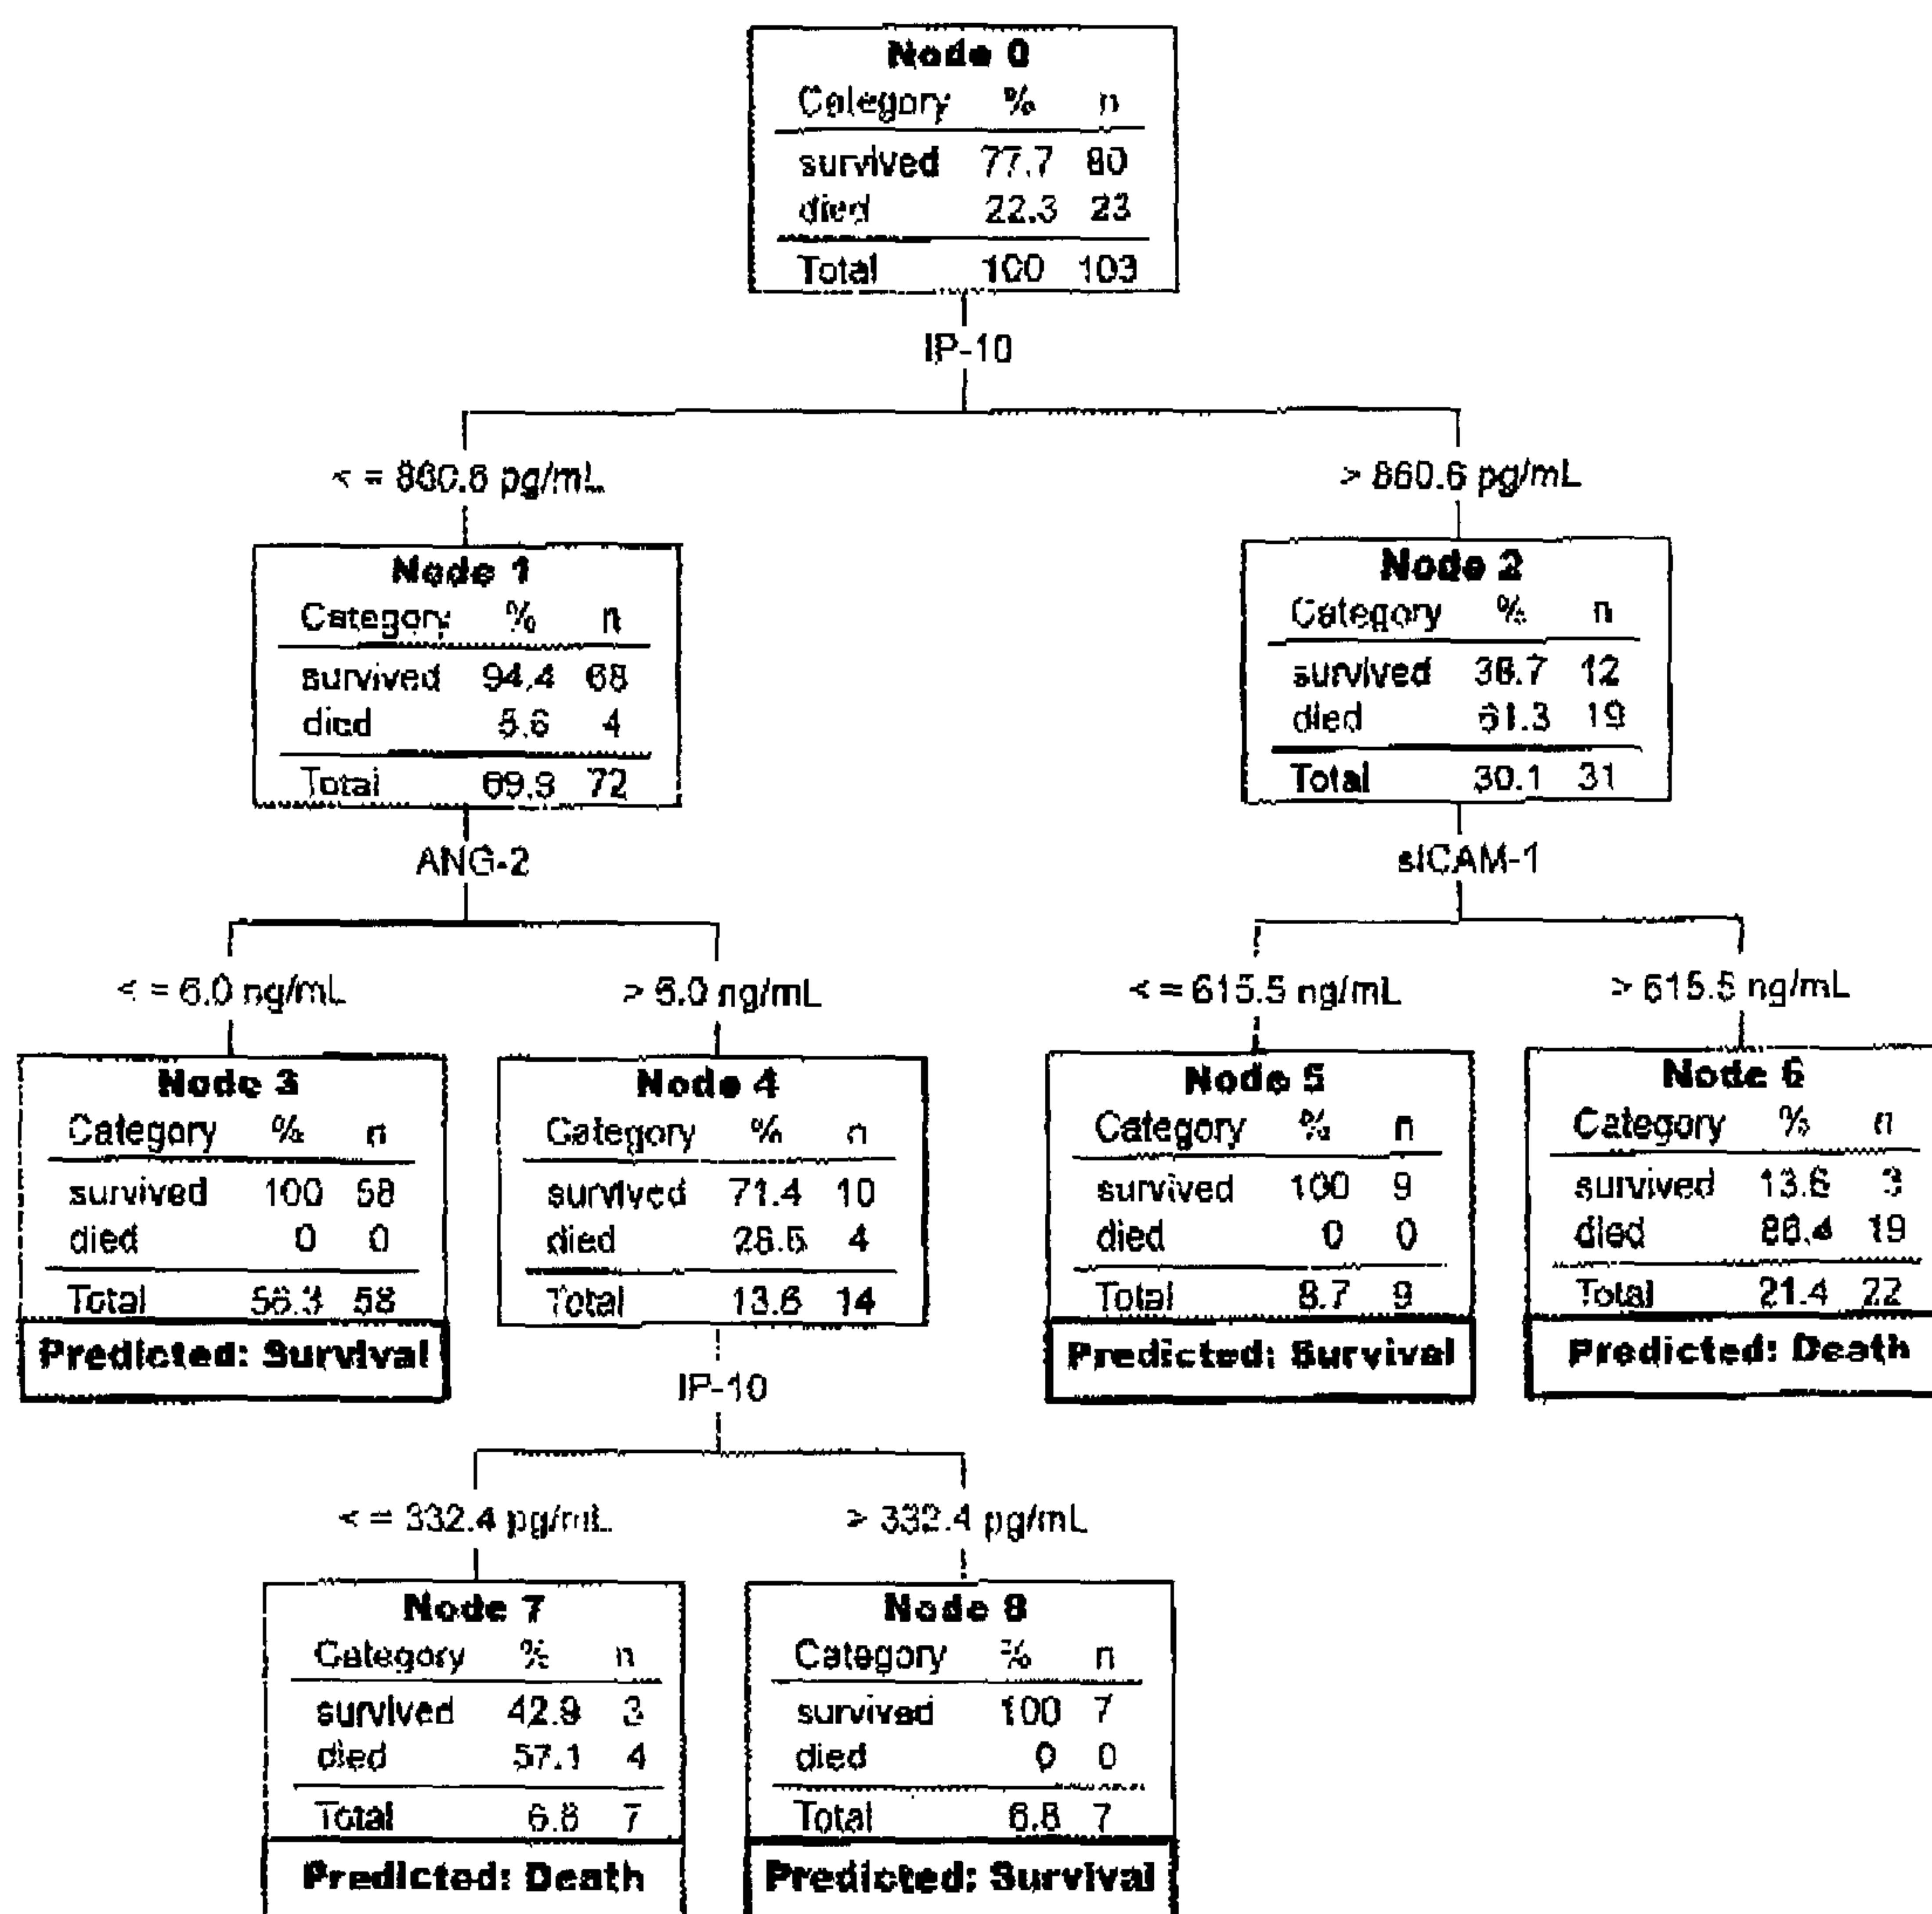 Node 0
Category % n
survived 77.7 80
died 22.3 23
Total 100 103
IP-10
< = 860.6 pg/mL
> 860.6 pg/mL
Node 1
Category % n
survived 94.4 68
died 5.6 4
Total 69.9 72
Node 2
Category % n
survived 38.7 12
died 61.3 19
Total 30.1 31
ANG-2
sICAM-1
< = 6.0 ng/mL
> 6.0 ng/mL
< = 615.5 ng/mL
> 615.5 ng/mL
Node 3
Category % n
survived 100 58
died 0 0
Total 56.3 58
Predicted: Survival
Node 4
Category % n
survived 71.4 10
died 28.6 4
Total 13.6 14
Node 5
Category % n
survived 100 9
died 0 0
Total 8.7 9
Predicted: Survival
Node 6
Category % n
survived 13.6 3
died 86.4 19
Total 21.4 22
Predicted: Death
IP-10
< = 332.4 pg/mL
> 332.4 pg/mL
Node 7
Category % n
survived 42.9 3
died 57.1 4
Total 6.8 7
Predicted: Death
Node 8
Category % n
survived 100 7
died 0 0
Total 6.8 7
Predicted: Survival